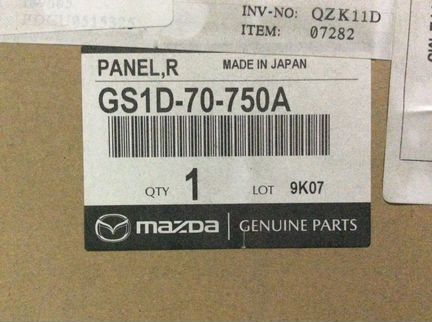 INV-NO: QZK11D
ITEM: 07282
PANEL,R MADE IN JAPAN
GS1D-70-750A
QTY 1 LOT 9K07
mazda GENUINE PARTS